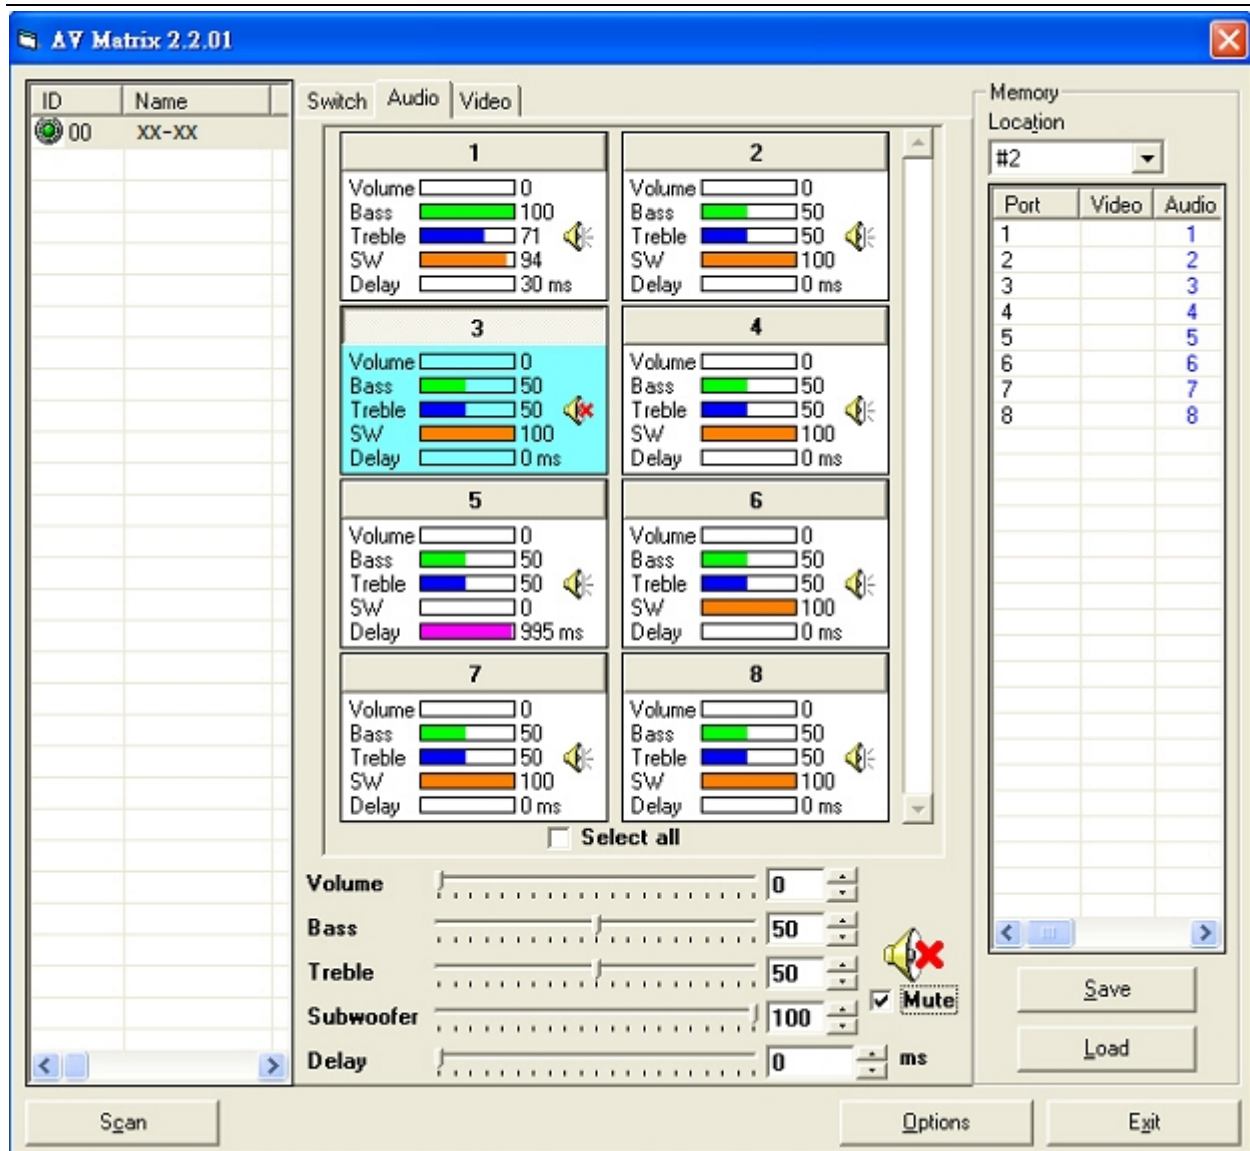 AV Matrix 2.2.01
ID Name
00 XX-XX
Switch Audio Video
1
Volume 0
Bass 100
Treble 71
SW 94
Delay 30 ms
2
Volume 0
Bass 50
Treble 50
SW 100
Delay 0 ms
3
Volume 0
Bass 50
Treble 50
SW 100
Delay 0 ms
4
Volume 0
Bass 50
Treble 50
SW 100
Delay 0 ms
5
Volume 0
Bass 50
Treble 50
SW 0
Delay 995 ms
6
Volume 0
Bass 50
Treble 50
SW 100
Delay 0 ms
7
Volume 0
Bass 50
Treble 50
SW 100
Delay 0 ms
8
Volume 0
Bass 50
Treble 50
SW 100
Delay 0 ms
Select all
Volume 0
Bass 50
Treble 50
Subwoofer 100
Delay 0 ms
Mute
Memory
Location
#2
Port Video Audio
1 1
2 2
3 3
4 4
5 5
6 6
7 7
8 8
Save
Load
Scan
Options
Exit